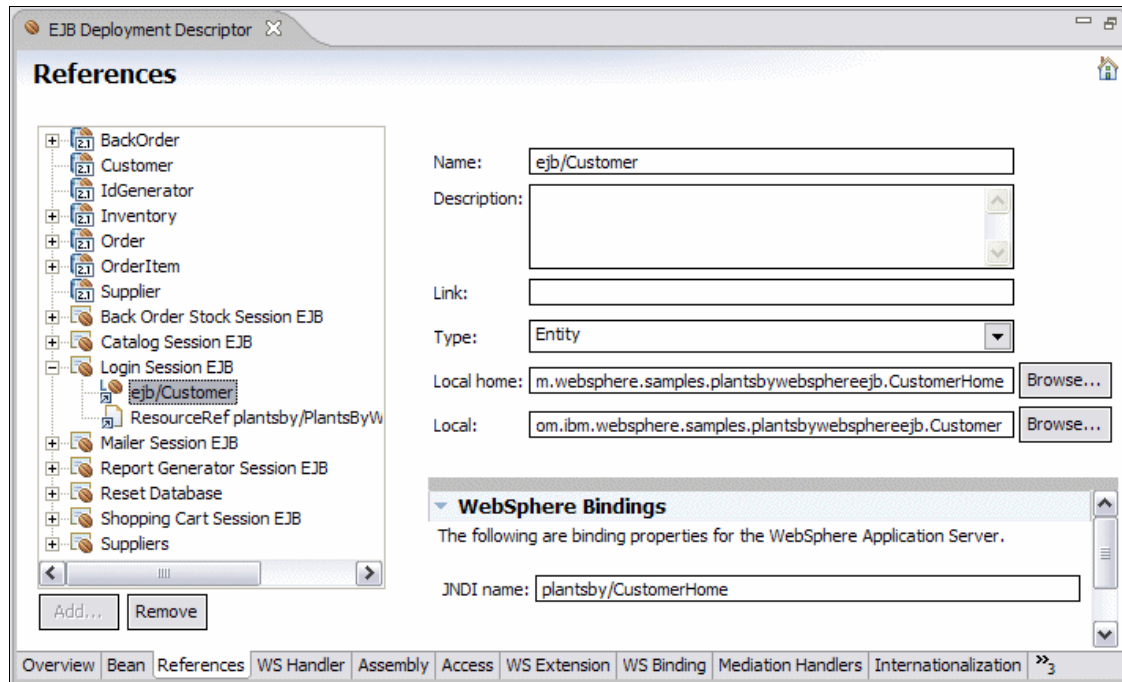 EJB Deployment Descriptor
References
BackOrder
Customer
IdGenerator
Inventory
Order
OrderItem
Supplier
Back Order Stock Session EJB
Catalog Session EJB
Login Session EJB
ejb/Customer
ResourceRef plantsby/PlantsByW
Mailer Session EJB
Report Generator Session EJB
Reset Database
Shopping Cart Session EJB
Suppliers
Add... Remove
Name: ejb/Customer
Description:
Link:
Type: Entity
Local home: m.websphere.samples.plantsbywebsphereejb.CustomerHome Browse...
Local: om.ibm.websphere.samples.plantsbywebsphereejb.Customer Browse...
WebSphere Bindings
The following are binding properties for the WebSphere Application Server.
JNDI name: plantsby/CustomerHome
Overview Bean References WS Handler Assembly Access WS Extension WS Binding Mediation Handlers Internationalization »3